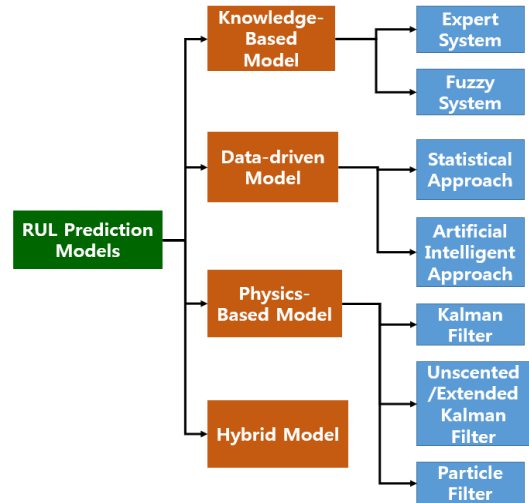 RUL Prediction
Models
Knowledge-
Based
Model
Expert
System
Fuzzy
System
Data-driven
Model
Statistical
Approach
Artificial
Intelligent
Approach
Physics-
Based Model
Kalman
Filter
Unscented
/Extended
Kalman
Filter
Particle
Filter
Hybrid Model